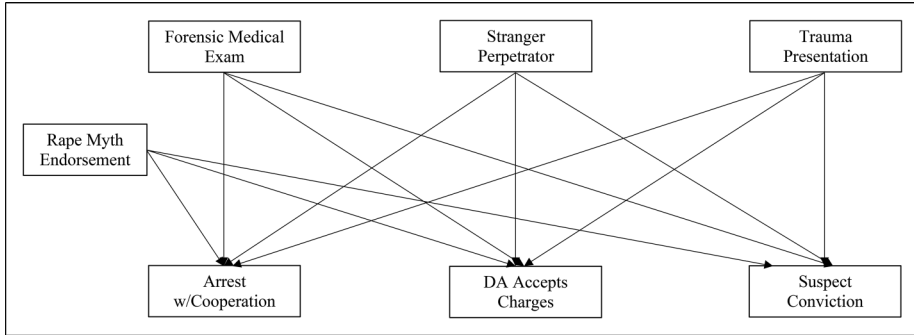 Forensic Medical
Exam
Stranger
Perpetrator
Trauma
Presentation
Rape Myth
Endorsement
Arrest
w/Cooperation
DA Accepts
Charges
Suspect
Conviction